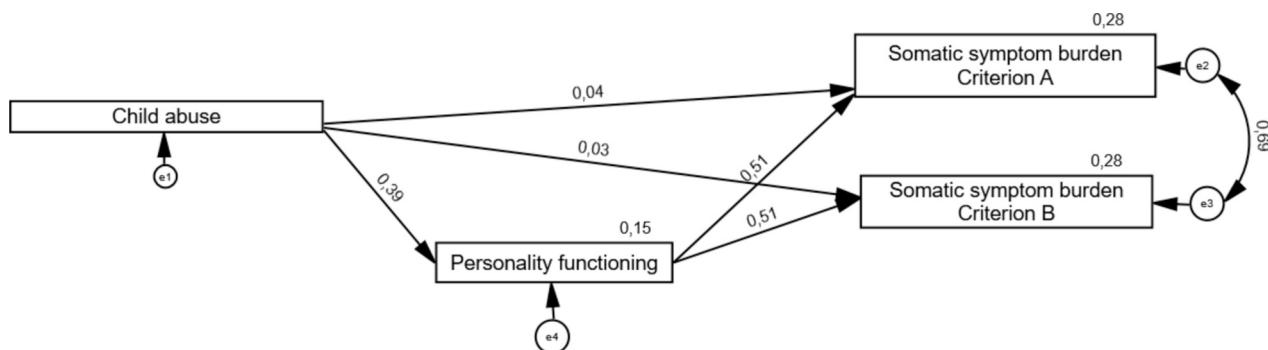 0,28
Somatic symptom burden
Criterion A
e2
0,04
Child abuse
e1
0,03
0,69
0,51
0,28
Somatic symptom burden
Criterion B
e3
0,39
0,51
0,15
Personality functioning
e4